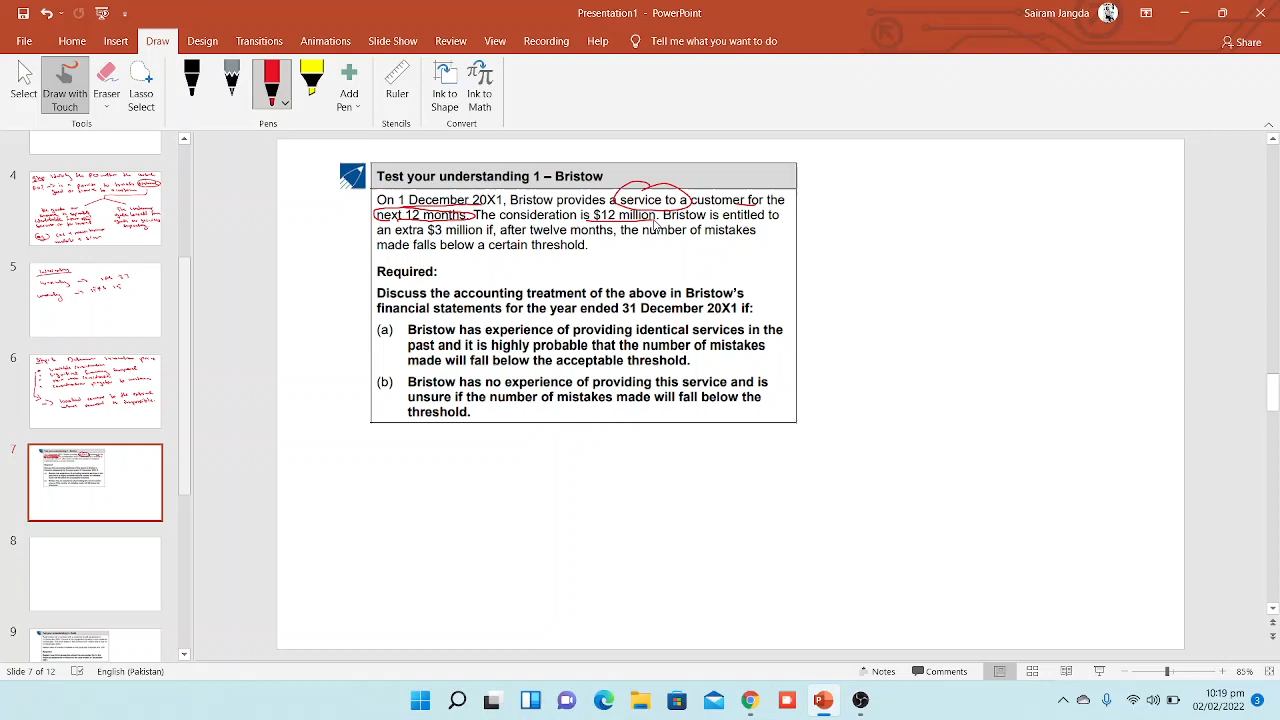 Presentation1 - PowerPoint
Sairam Jangda
File Home Insert Draw Design Transitions Animations Slide Show Review View Recording Help Tell me what you want to do Share
Select Draw with Touch Eraser Lasso Select Add Pen Ruler Ink to Shape Ink to Math
Tools Pens Stencils Convert
4
5
6
7
8
9
Test your understanding 1 – Bristow
On 1 December 20X1, Bristow provides a service to a customer for the
next 12 months. The consideration is $12 million. Bristow is entitled to
an extra $3 million if, after twelve months, the number of mistakes
made falls below a certain threshold.
Required:
Discuss the accounting treatment of the above in Bristow's
financial statements for the year ended 31 December 20X1 if:
(a) Bristow has experience of providing identical services in the
past and it is highly probable that the number of mistakes
made will fall below the acceptable threshold.
(b) Bristow has no experience of providing this service and is
unsure if the number of mistakes made will fall below the
threshold.
Slide 7 of 12 English (Pakistan) Notes Comments 85%
10:19 pm
02/02/2022
3